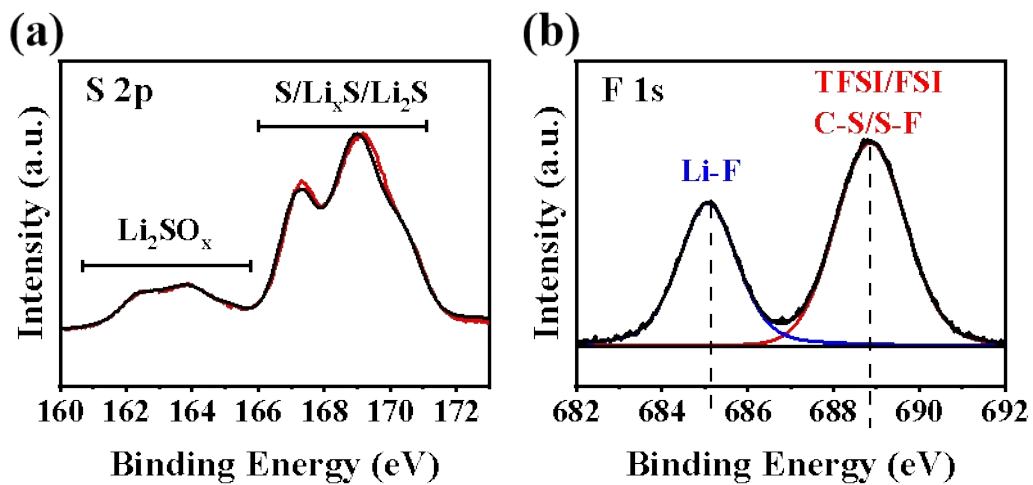 (a)
S 2p
S/LiₓS/Li₂S
Li₂SOₓ
Intensity (a.u.)
160 162 164 166 168 170 172
Binding Energy (eV)
(b)
F 1s
TFSI/FSI
C-S/S-F
Li-F
Intensity (a.u.)
682 684 686 688 690 692
Binding Energy (eV)